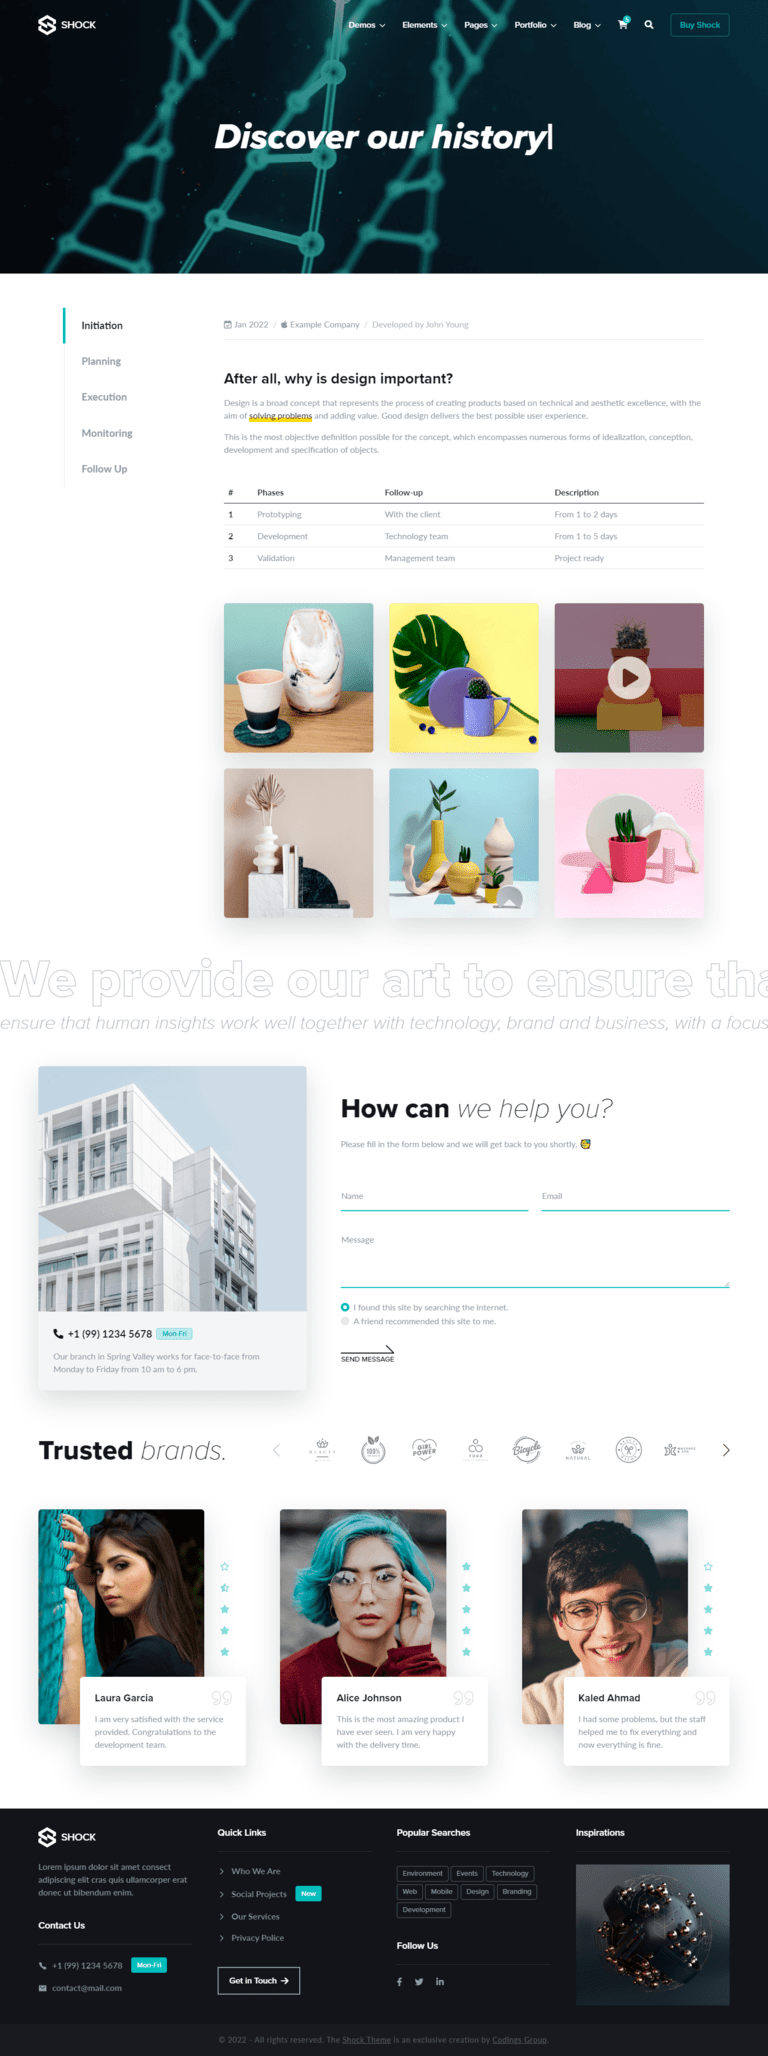 SHOCK
Demos Elements Pages Portfolio Blog 5 Buy Shock
Discover our history|
Initiation
Planning
Execution
Monitoring
Follow Up
Jan 2022 / Example Company / Developed by John Young
After all, why is design important?
Design is a broad concept that represents the process of creating products based on technical and aesthetic excellence, with the
aim of solving problems and adding value. Good design delivers the best possible user experience.
This is the most objective definition possible for the concept, which encompasses numerous forms of idealization, conception,
development and specification of objects.
# Phases Follow-up Description
1 Prototyping With the client From 1 to 2 days
2 Development Technology team From 1 to 5 days
3 Validation Management team Project ready
We provide our art to ensure tha
ensure that human insights work well together with technology, brand and business, with a focus
+1 (99) 1234 5678 Mon-Fri
Our branch in Spring Valley works for face-to-face from
Monday to Friday from 10 am to 6 pm.
How can we help you?
Please fill in the form below and we will get back to you shortly.
Name Email
Message
I found this site by searching the internet.
A friend recommended this site to me.
SEND MESSAGE
Trusted brands.
100%
GIRL
POWER
YOGA
Bicycle
NATURAL
Laura Garcia
I am very satisfied with the service
provided. Congratulations to the
development team.
Alice Johnson
This is the most amazing product I
have ever seen. I am very happy
with the delivery time.
Kaled Ahmad
I had some problems, but the staff
helped me to fix everything and
now everything is fine.
SHOCK
Lorem ipsum dolor sit amet consect
adipiscing elit cras quis ullamcorper erat
donec ut bibendum enim.
Contact Us
+1 (99) 1234 5678 Mon-Fri
contact@mail.com
Quick Links
Who We Are
Social Projects New
Our Services
Privacy Police
Get in Touch
Popular Searches
Environment Events Technology
Web Mobile Design Branding
Development
Follow Us
Inspirations
© 2022 - All rights reserved. The Shock Theme is an exclusive creation by Codings Group.